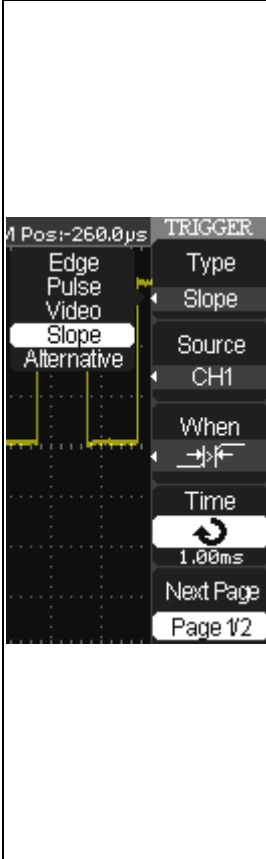 M Pos:-260.0µs
TRIGGER
Edge
Pulse
Video
Slope
Alternative
Type
Slope
Source
CH1
When
Time
1.00ms
Next Page
Page 1/2